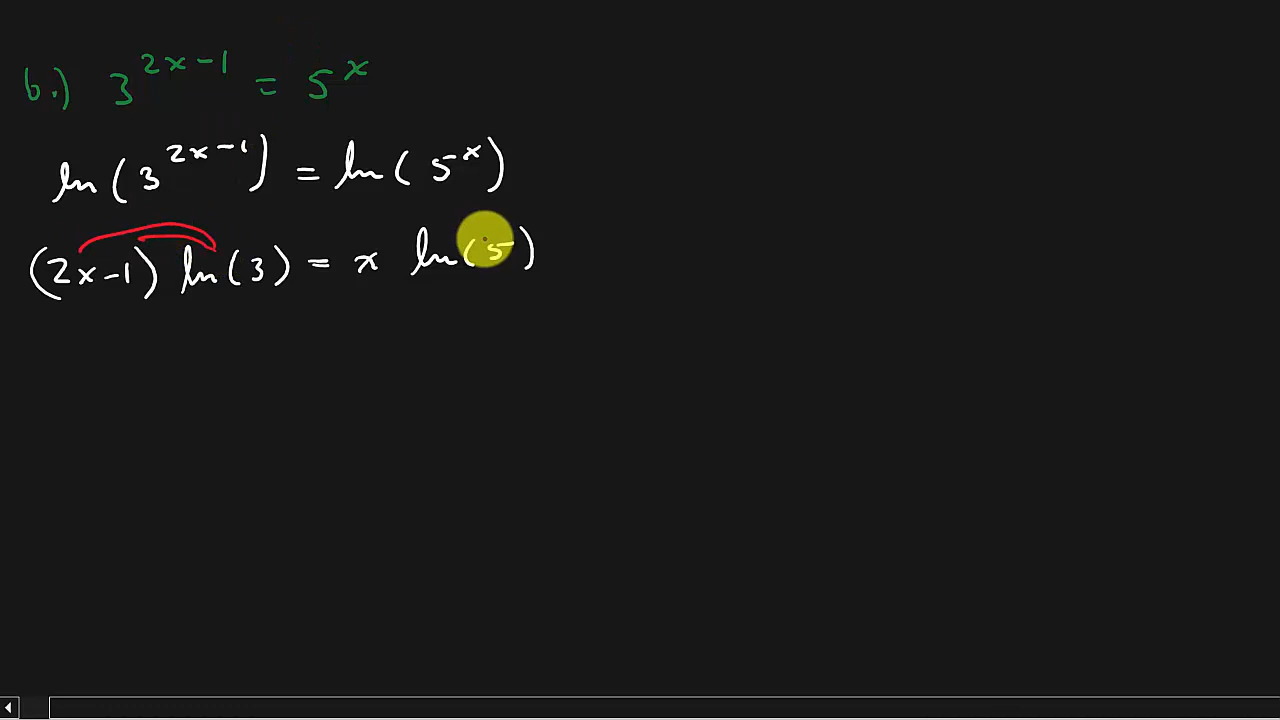 b.) 3^{2x-1} = 5^x
ln(3^{2x-1}) = ln(5^x)
(2x-1) ln(3) = x ln(5)